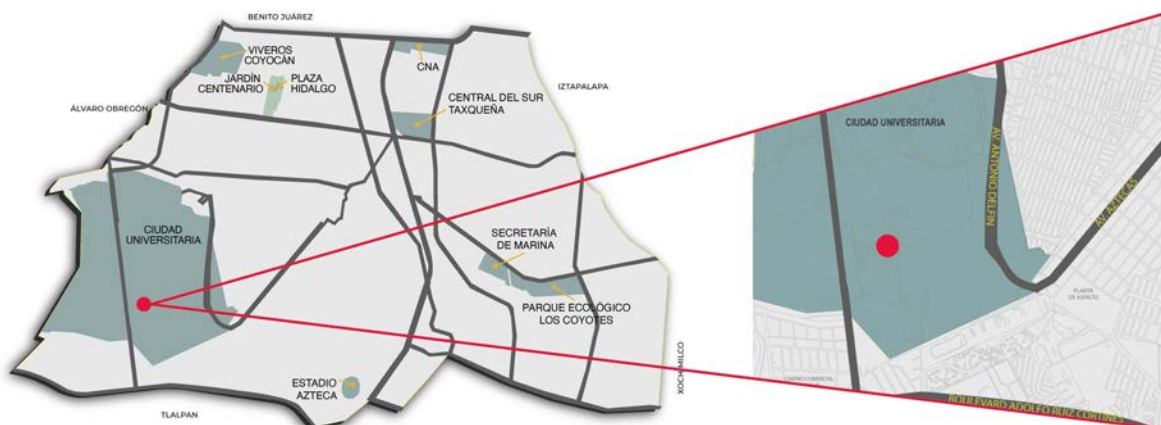 BENITO JUÁREZ
VIVEROS
COYOCÁN
JARDÍN
CENTENARIO
PLAZA
HIDALGO
CNA
IZTAPALAPA
ÁLVARO OBREGÓN
CENTRAL DEL SUR
TAXQUEÑA
CIUDAD
UNIVERSITARIA
SECRETARÍA
DE MARINA
PARQUE ECOLÓGICO
LOS COYOTES
ESTADIO
AZTECA
XOCHIMILCO
TLALPAN
CIUDAD UNIVERSITARIA
AV. ANTONIO DELFIN
AV AZTECAS
PLANTA
DE ASFALTO
CENTRO COMERCIAL
BOULEVARD ADOLFO RUIZ CORTINES